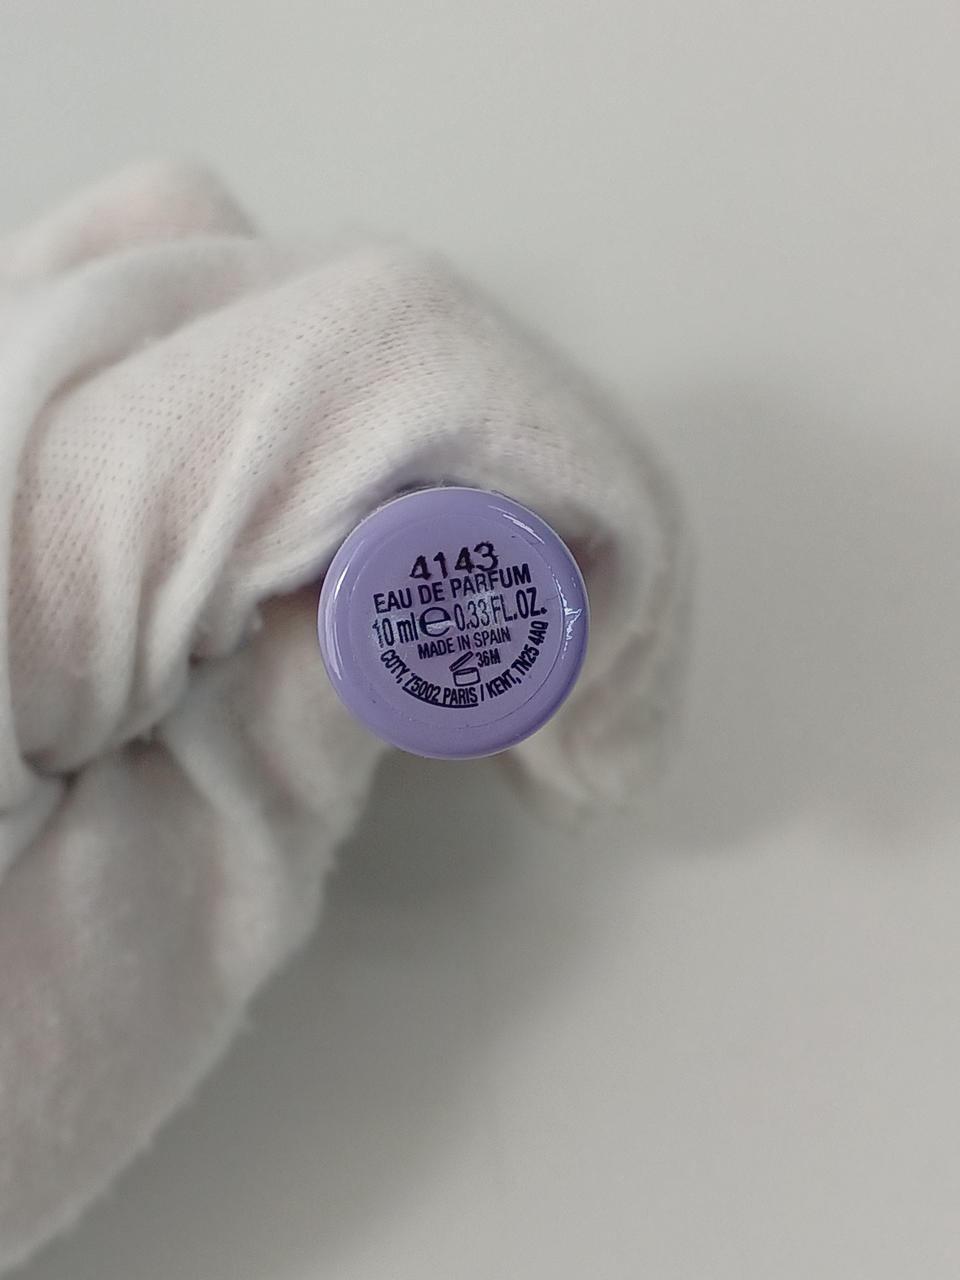 4143
EAU DE PARFUM
10 ml e 0.33 FL.OZ.
MADE IN SPAIN
36M
COTY, 75002 PARIS / KENT, TN25 4AQ